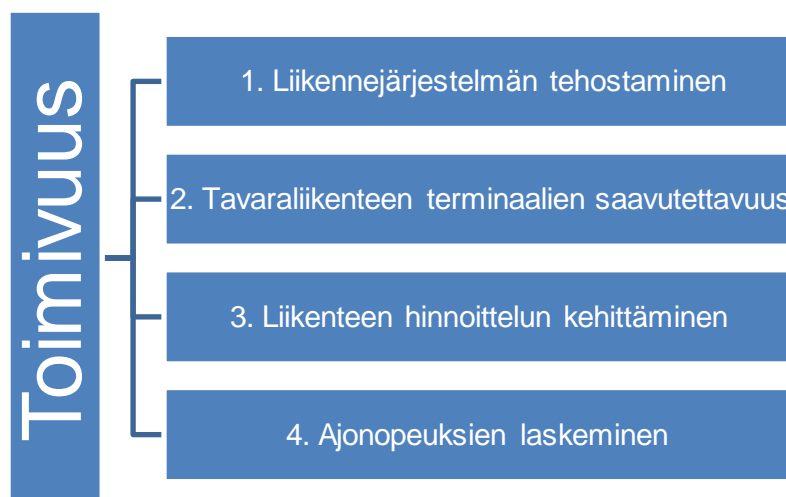 Toimivuus
1. Liikennejärjestelmän tehostaminen
2. Tavaraliikenteen terminaalien saavutettavuus
3. Liikenteen hinnoittelun kehittäminen
4. Ajonopeuksien laskeminen